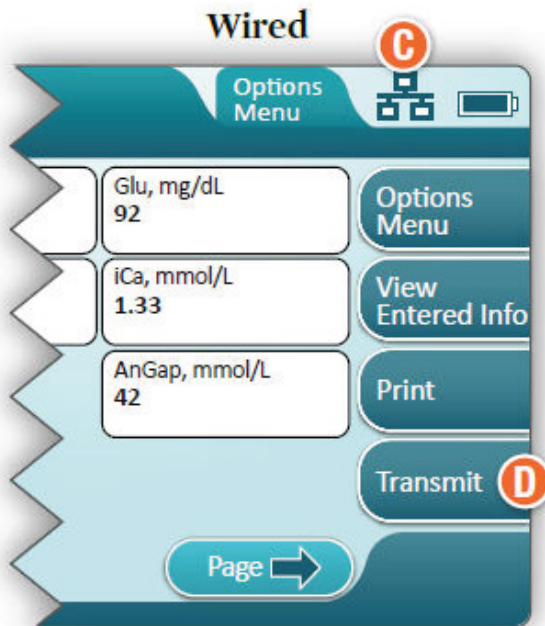 Wired
C
Options
Menu
Glu, mg/dL
92
Options
Menu
iCa, mmol/L
1.33
View
Entered Info
AnGap, mmol/L
42
Print
Transmit D
Page